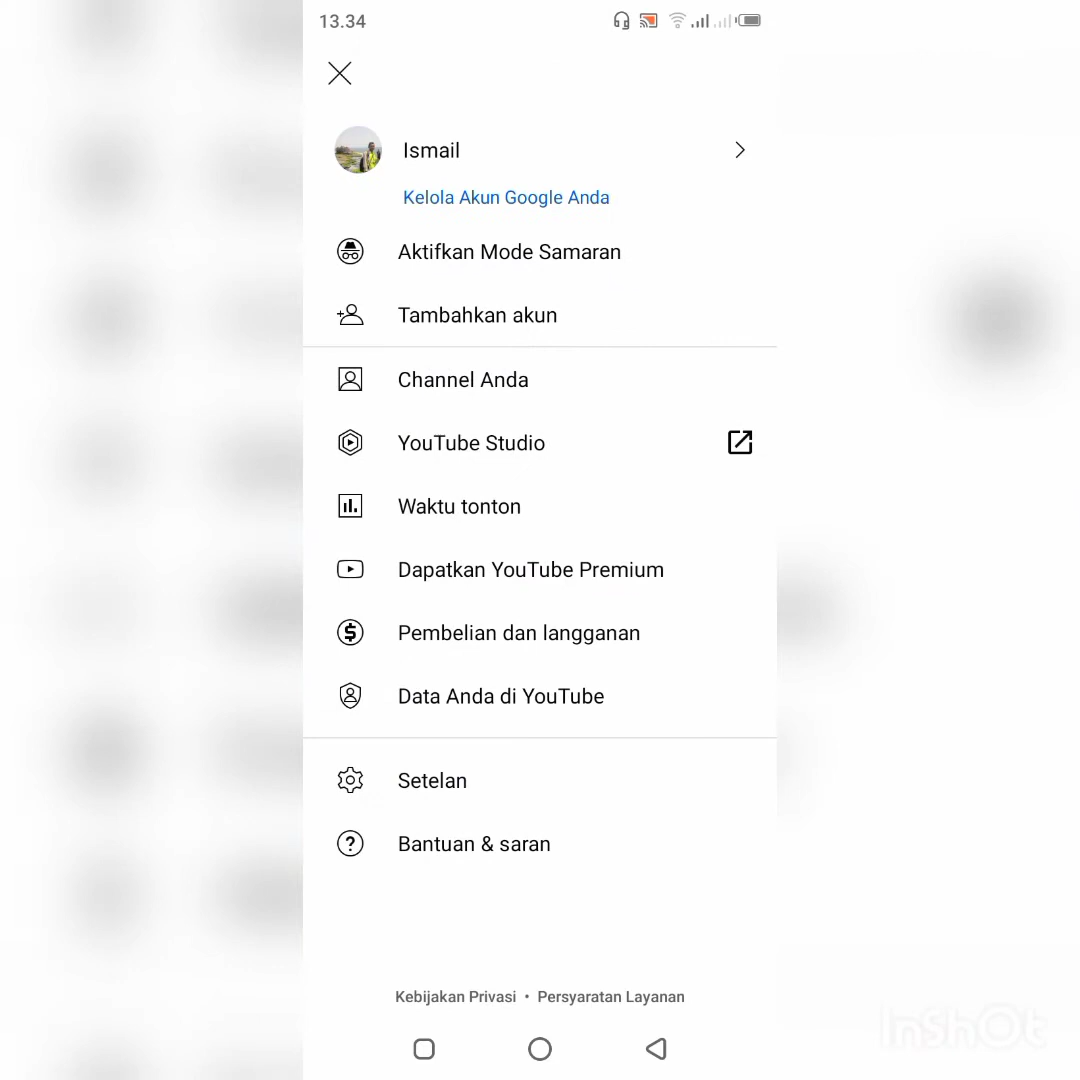 13.34
Ismail
Kelola Akun Google Anda
Aktifkan Mode Samaran
Tambahkan akun
Channel Anda
YouTube Studio
Waktu tonton
Dapatkan YouTube Premium
Pembelian dan langganan
Data Anda di YouTube
Setelan
Bantuan & saran
Kebijakan Privasi • Persyaratan Layanan
InShOt